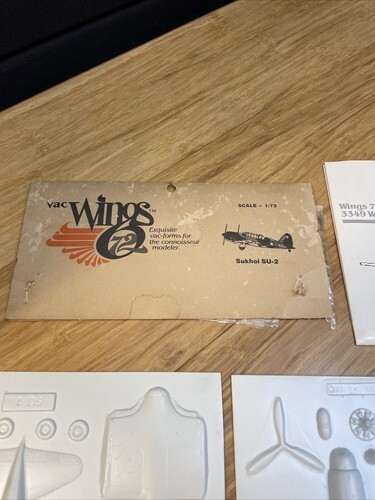 vac Wings TM
72
Exquisite
vac-forms for
the connoisseur
modeler.
SCALE - 1:72
Sukhoi SU-2
Wings 7
3349 W